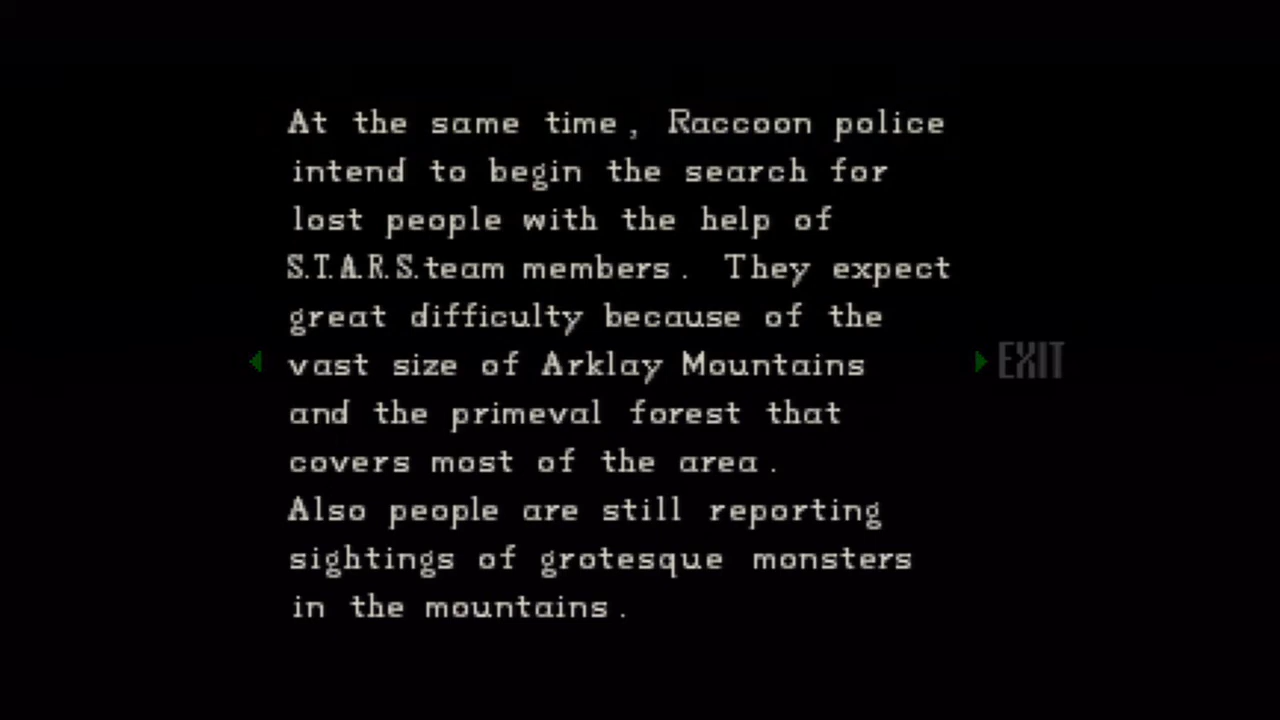 At the same time, Raccoon police
intend to begin the search for
lost people with the help of
S.T.A.R.S.team members. They expect
great difficulty because of the
vast size of Arklay Mountains
and the primeval forest that
covers most of the area.
Also people are still reporting
sightings of grotesque monsters
in the mountains.
EXIT